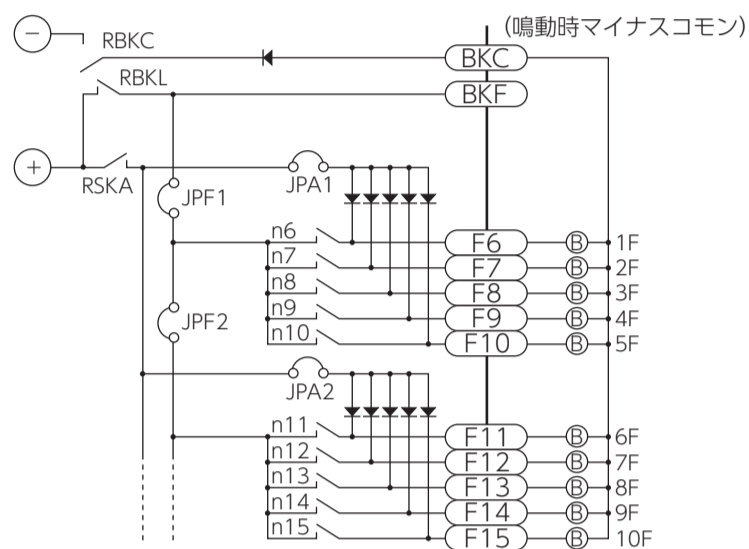 (鳴動時マイナスコモン)
−
RBKC
BKC
RBKL
BKF
+
RSKA
JPF1
JPA1
n6
F6
B
1F
n7
F7
B
2F
n8
F8
B
3F
n9
F9
B
4F
n10
F10
B
5F
JPF2
JPA2
n11
F11
B
6F
n12
F12
B
7F
n13
F13
B
8F
n14
F14
B
9F
n15
F15
B
10F